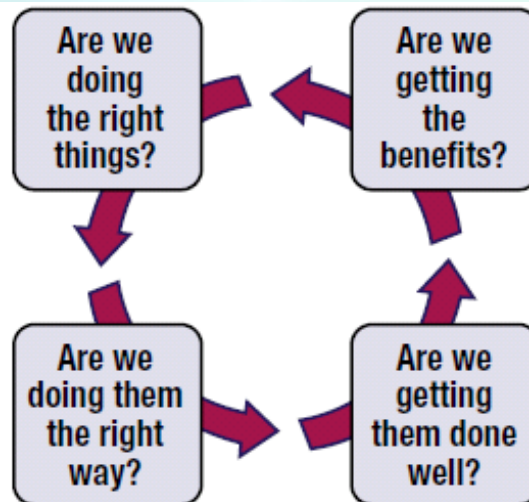 Are we
doing
the right
things?
Are we
getting
the
benefits?
Are we
doing them
the right
way?
Are we
getting
them done
well?